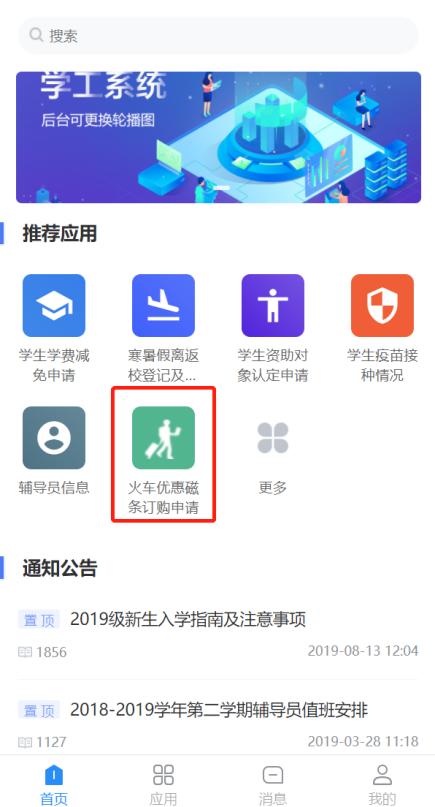 搜索
学工系统
后台可更换轮播图
推荐应用
学生学费减
免申请
寒暑假离返
校登记及...
学生资助对
象认定申请
学生疫苗接
种情况
辅导员信息
火车优惠磁
条订购申请
更多
通知公告
置顶 2019级新生入学指南及注意事项
1856 2019-08-13 12:04
置顶 2018-2019学年第二学期辅导员值班安排
1127 2019-03-28 11:18
首页 应用 消息 我的